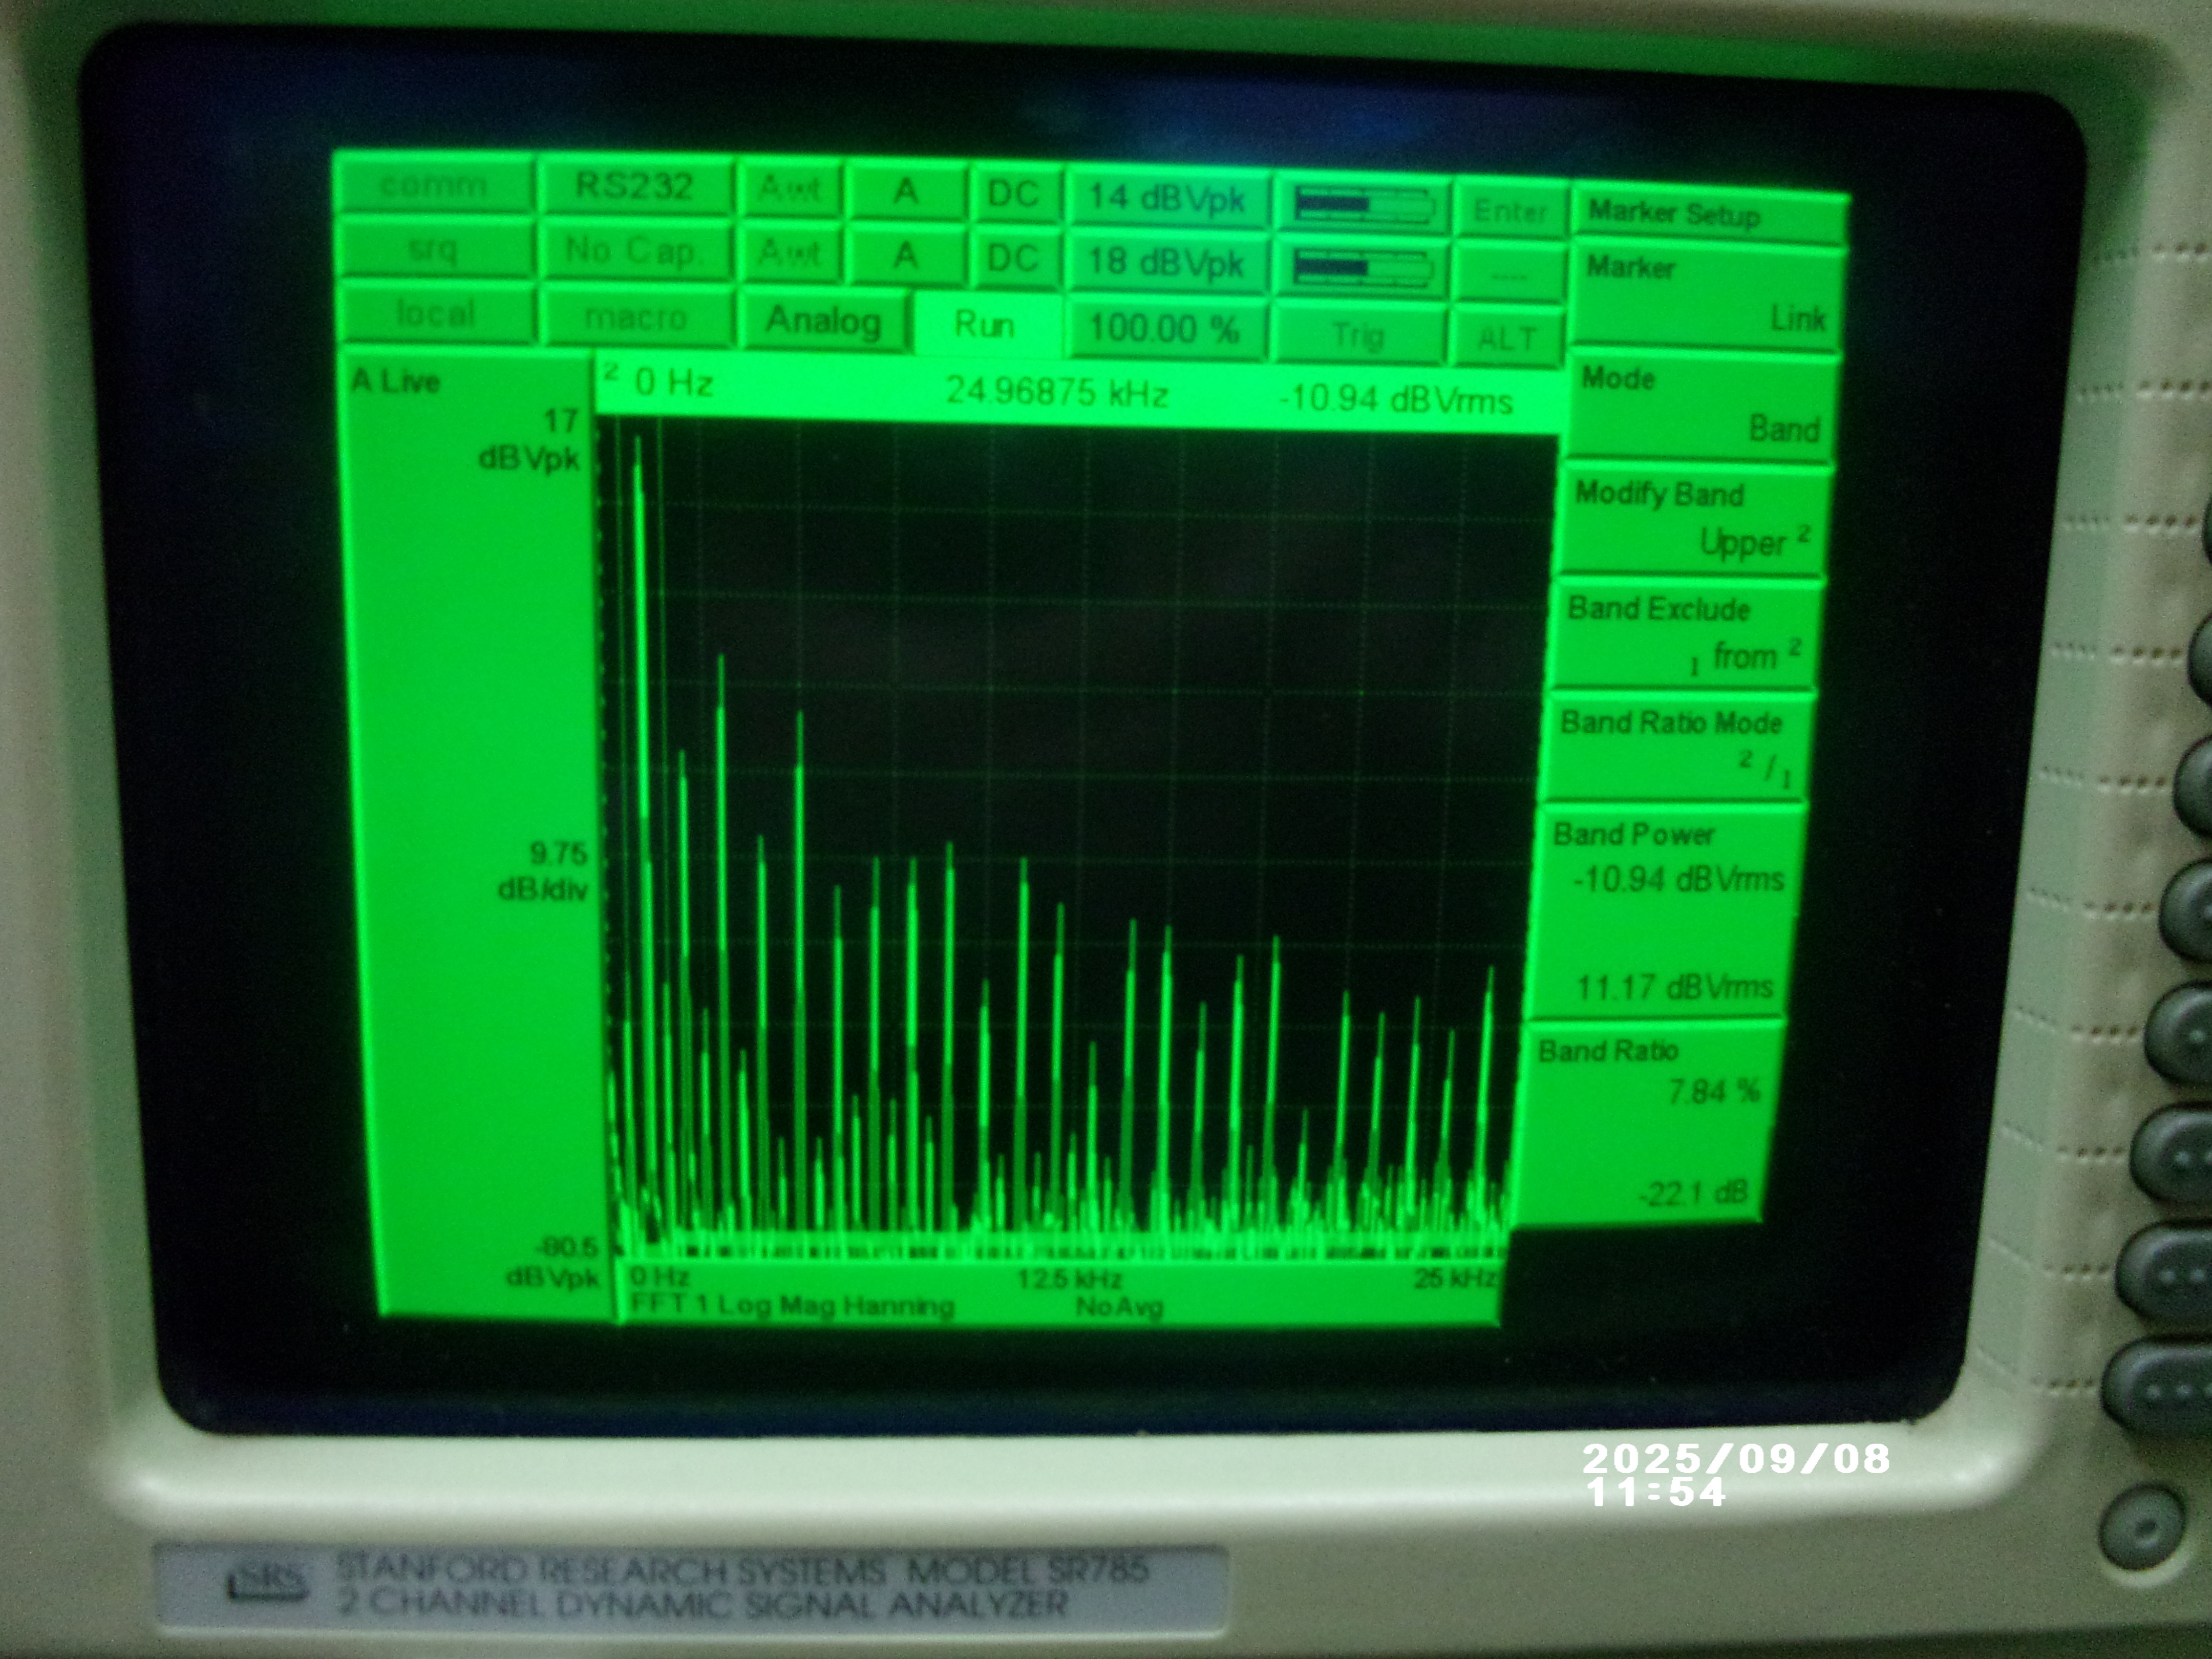 comm RS232 Awt A DC 14 dBVpk Enter Marker Setup
srq No Cap. Awt A DC 18 dBVpk ---- Marker
Link
local macro Analog Run 100.00 % Trig ALT
A Live
17
dBVpk
2 0 Hz 24.96875 kHz -10.94 dBVrms
Mode
Band
Modify Band
Upper 2
Band Exclude
1 from 2
Band Ratio Mode
2 / 1
9.75
dB/div
Band Power
-10.94 dBVrms
11.17 dBVrms
Band Ratio
7.84 %
-22.1 dB
-80.5
dBVpk
0 Hz 12.5 kHz 25 kHz
FFT 1 Log Mag Hanning NoAvg
2025/09/08
11:54
SRS STANFORD RESEARCH SYSTEMS MODEL SR785
2 CHANNEL DYNAMIC SIGNAL ANALYZER